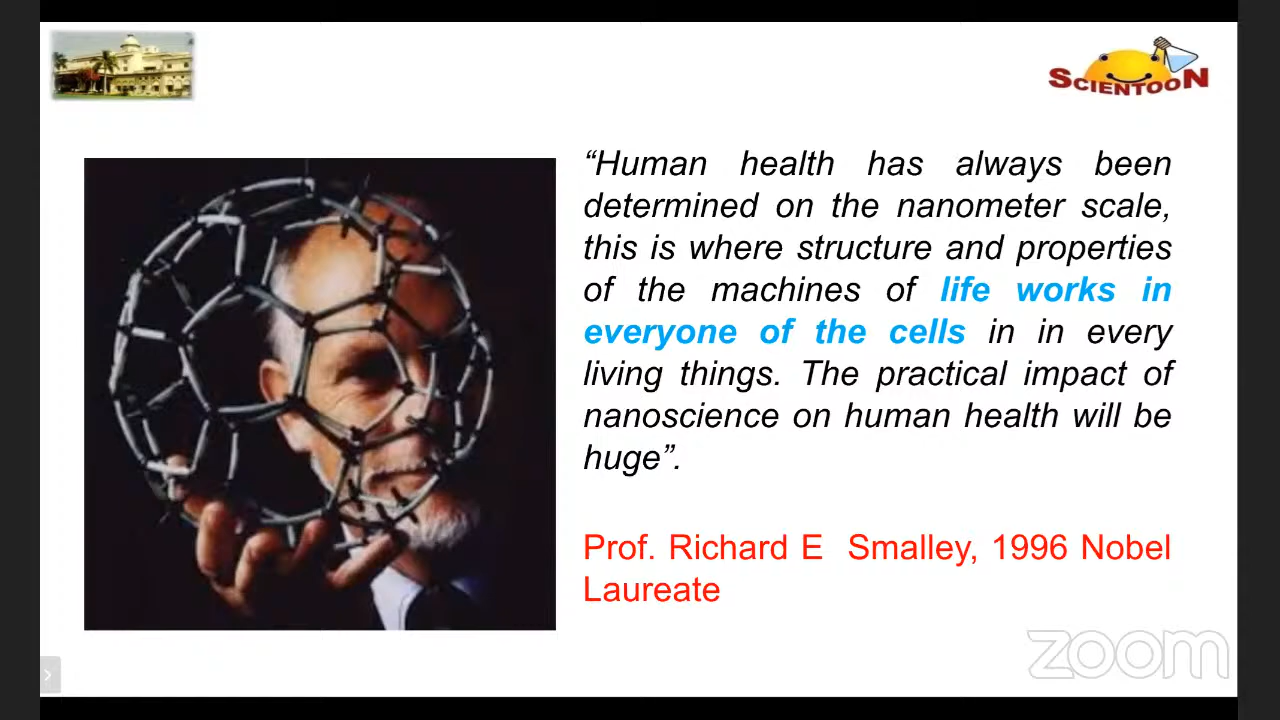 SCIENTOON
“Human health has always been
determined on the nanometer scale,
this is where structure and properties
of the machines of life works in
everyone of the cells in in every
living things. The practical impact of
nanoscience on human health will be
huge”.
Prof. Richard E Smalley, 1996 Nobel
Laureate
zoom